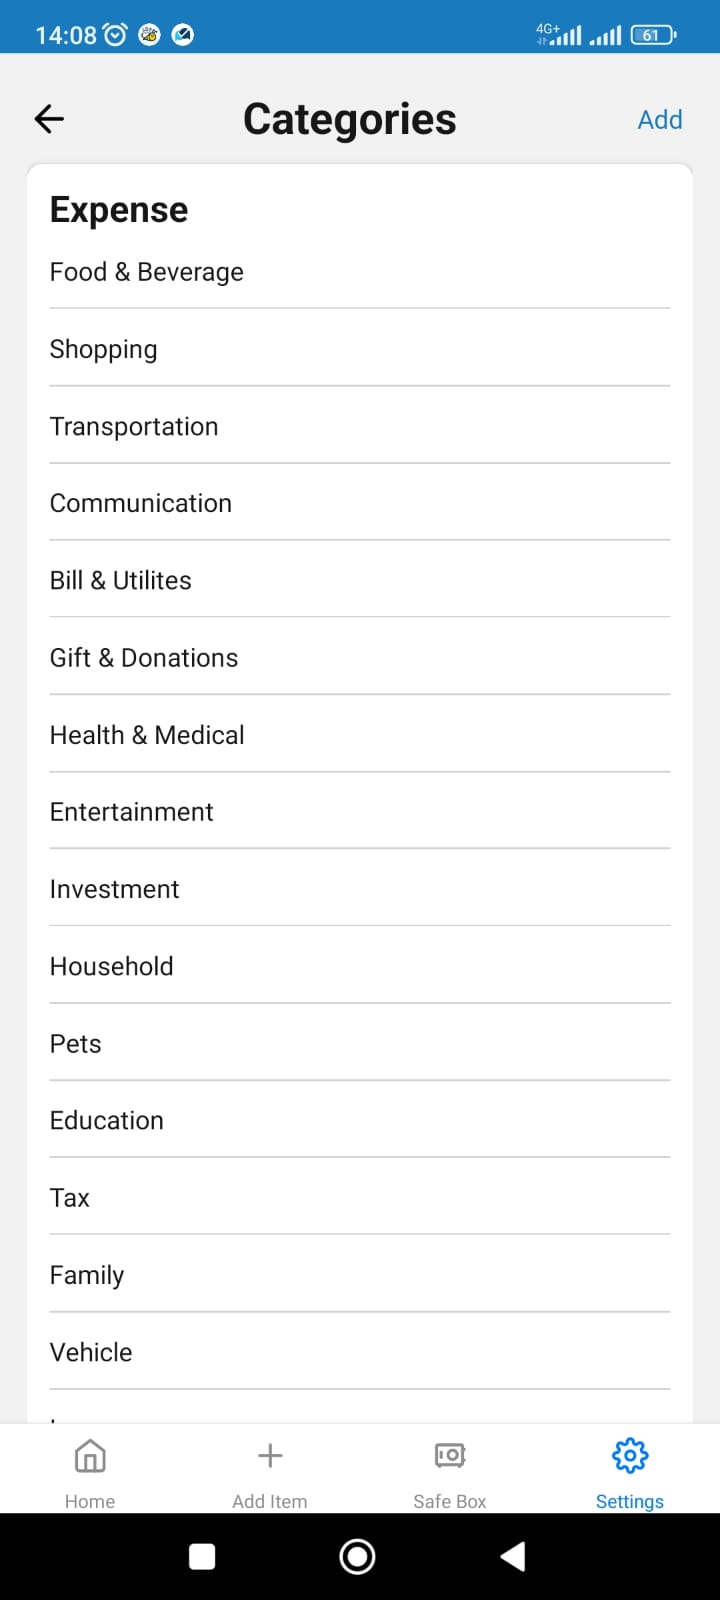 14:08 4G+ 61
Categories Add
Expense
Food & Beverage
Shopping
Transportation
Communication
Bill & Utilites
Gift & Donations
Health & Medical
Entertainment
Investment
Household
Pets
Education
Tax
Family
Vehicle
Home Add Item Safe Box Settings